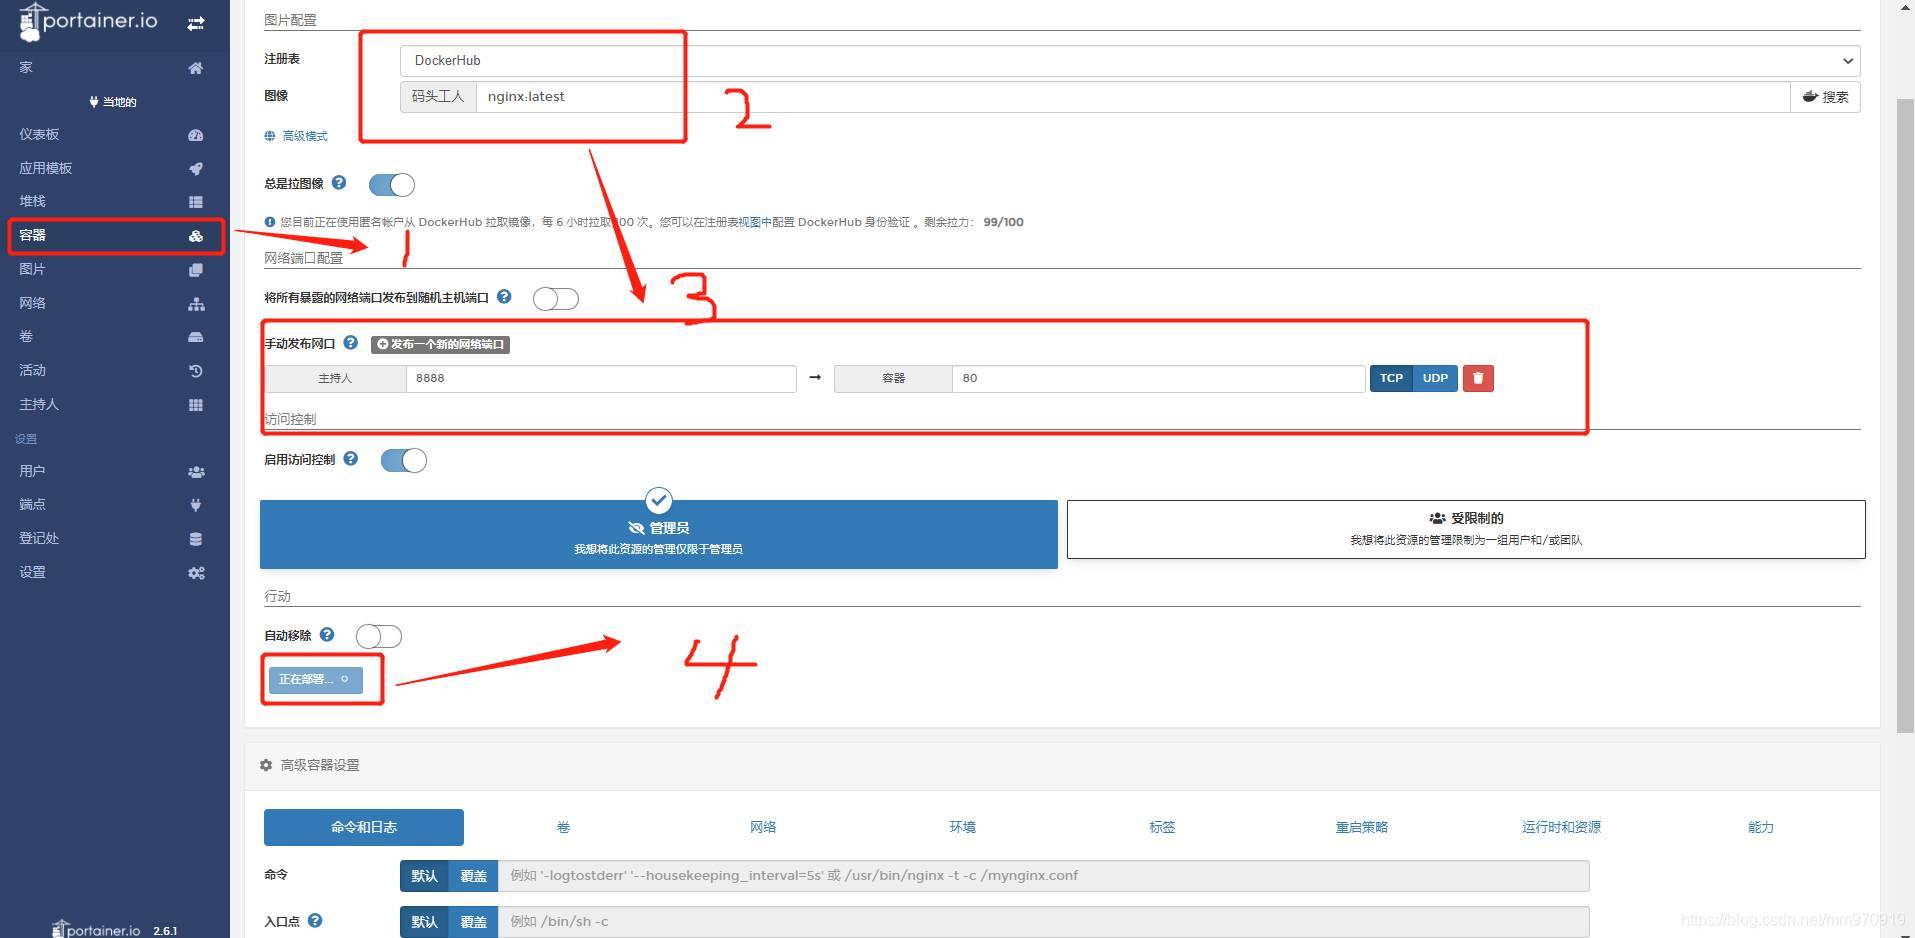 portainer.io
家
当地的
仪表板
应用模板
堆栈
容器
图片
网络
卷
活动
主持人
设置
用户
端点
登记处
设置
portainer.io 2.6.1
图片配置
注册表 DockerHub
图像 码头工人 nginx:latest 搜索
2
高级模式
总是拉图像
您目前正在使用匿名帐户从 DockerHub 拉取镜像，每 6 小时拉取 00 次。您可以在注册表视图中配置 DockerHub 身份验证 。剩余拉力： 99/100
1
网络端口配置
将所有暴露的网络端口发布到随机主机端口
3
手动发布网口 发布一个新的网络端口
主持人 8888 → 容器 80 TCP UDP
访问控制
启用访问控制
管理员
我想将此资源的管理仅限于管理员
受限制的
我想将此资源的管理限制为一组用户和/或团队
行动
自动移除
正在部署...
4
高级容器设置
命令和日志 卷 网络 环境 标签 重启策略 运行时和资源 能力
命令 默认 覆盖 例如 '-logtostderr' '--housekeeping_interval=5s' 或 /usr/bin/nginx -t -c /mynginx.conf
入口点 默认 覆盖 例如 /bin/sh -c
https://blog.csdn.net/mm970919